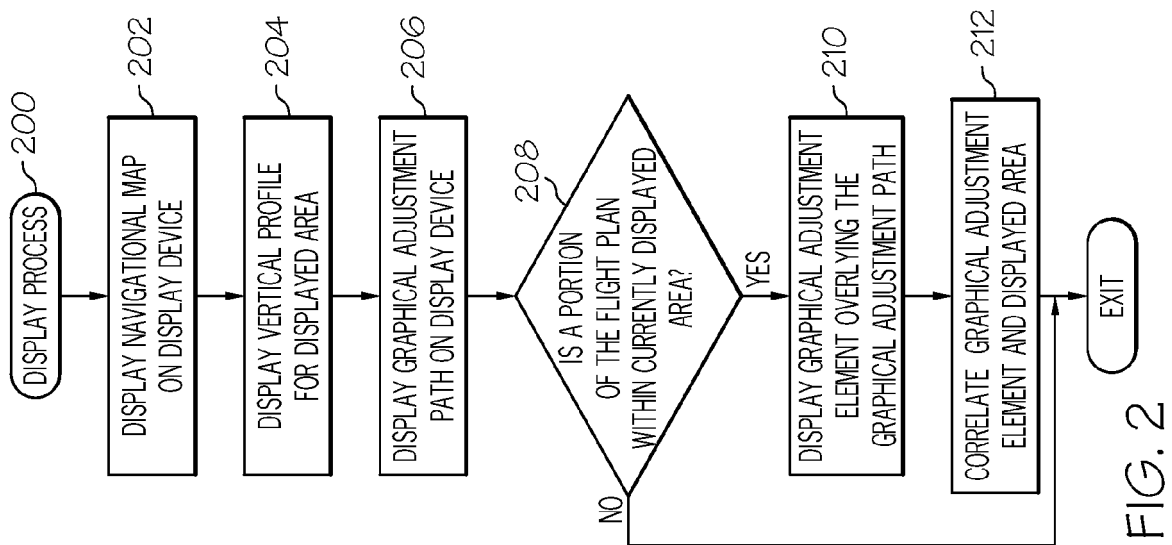 DISPLAY PROCESS
200
DISPLAY NAVIGATIONAL MAP
ON DISPLAY DEVICE
202
DISPLAY VERTICAL PROFILE
FOR DISPLAYED AREA
204
DISPLAY GRAPHICAL ADJUSTMENT
PATH ON DISPLAY DEVICE
206
208
IS A PORTION
OF THE FLIGHT PLAN
WITHIN CURRENTLY DISPLAYED
AREA?
NO
YES
DISPLAY GRAPHICAL ADJUSTMENT
ELEMENT OVERLYING THE
GRAPHICAL ADJUSTMENT PATH
210
CORRELATE GRAPHICAL ADJUSTMENT
ELEMENT AND DISPLAYED AREA
212
EXIT
FIG. 2